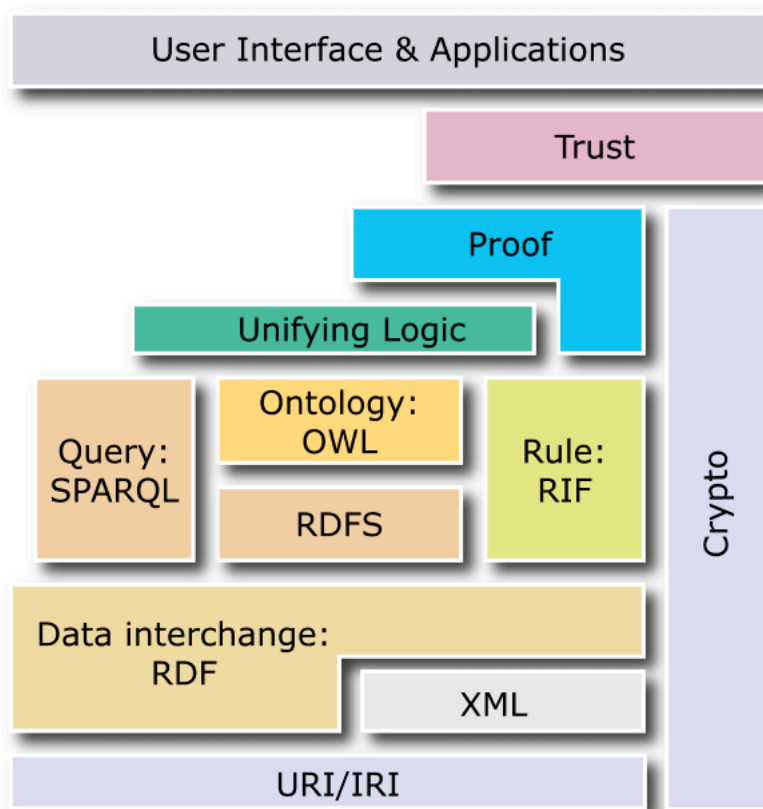 User Interface & Applications
Trust
Proof
Unifying Logic
Query:
SPARQL
Ontology:
OWL
RDFS
Rule:
RIF
Crypto
Data interchange:
RDF
XML
URI/IRI